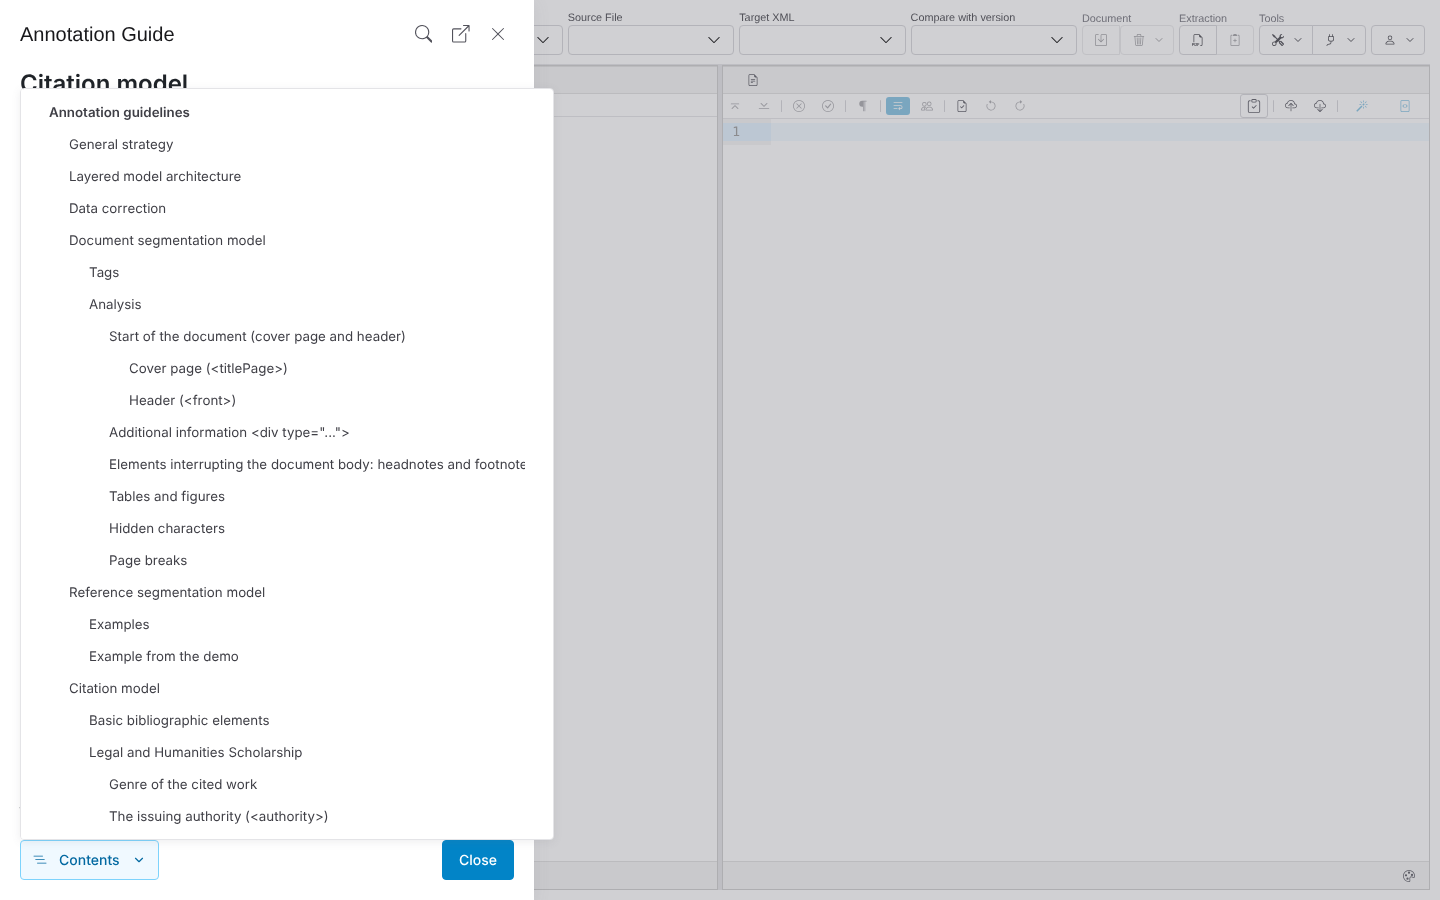 Annotation Guide
Source File
Target XML
Compare with version
Document
Extraction
Tools
Citation model
Annotation guidelines
General strategy
Layered model architecture
Data correction
Document segmentation model
Tags
Analysis
Start of the document (cover page and header)
Cover page (<titlePage>)
Header (<front>)
Additional information <div type="...">
Elements interrupting the document body: headnotes and footnote
Tables and figures
Hidden characters
Page breaks
Reference segmentation model
Examples
Example from the demo
Citation model
Basic bibliographic elements
Legal and Humanities Scholarship
Genre of the cited work
The issuing authority (<authority>)
Contents
Close
1